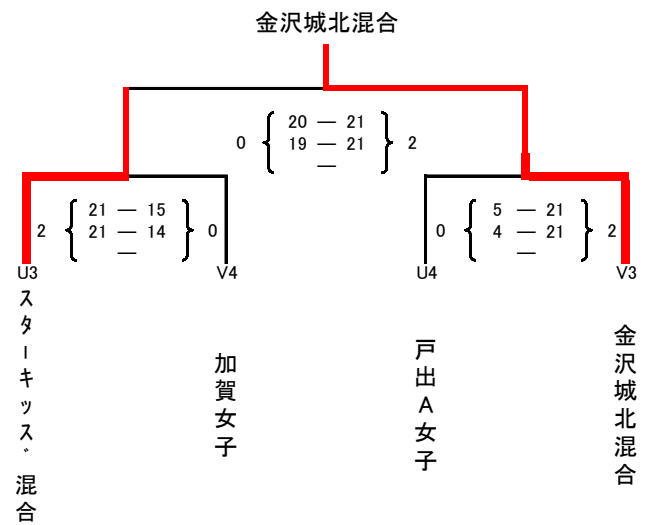 金沢城北混合
0 { 20 ― 21 } 2
19 ― 21
―
2 { 21 ― 15 } 0
21 ― 14
―
0 { 5 ― 21 } 2
4 ― 21
―
U3
V4
U4
V3
スターキッズ混合
加賀女子
戸出A女子
金沢城北混合